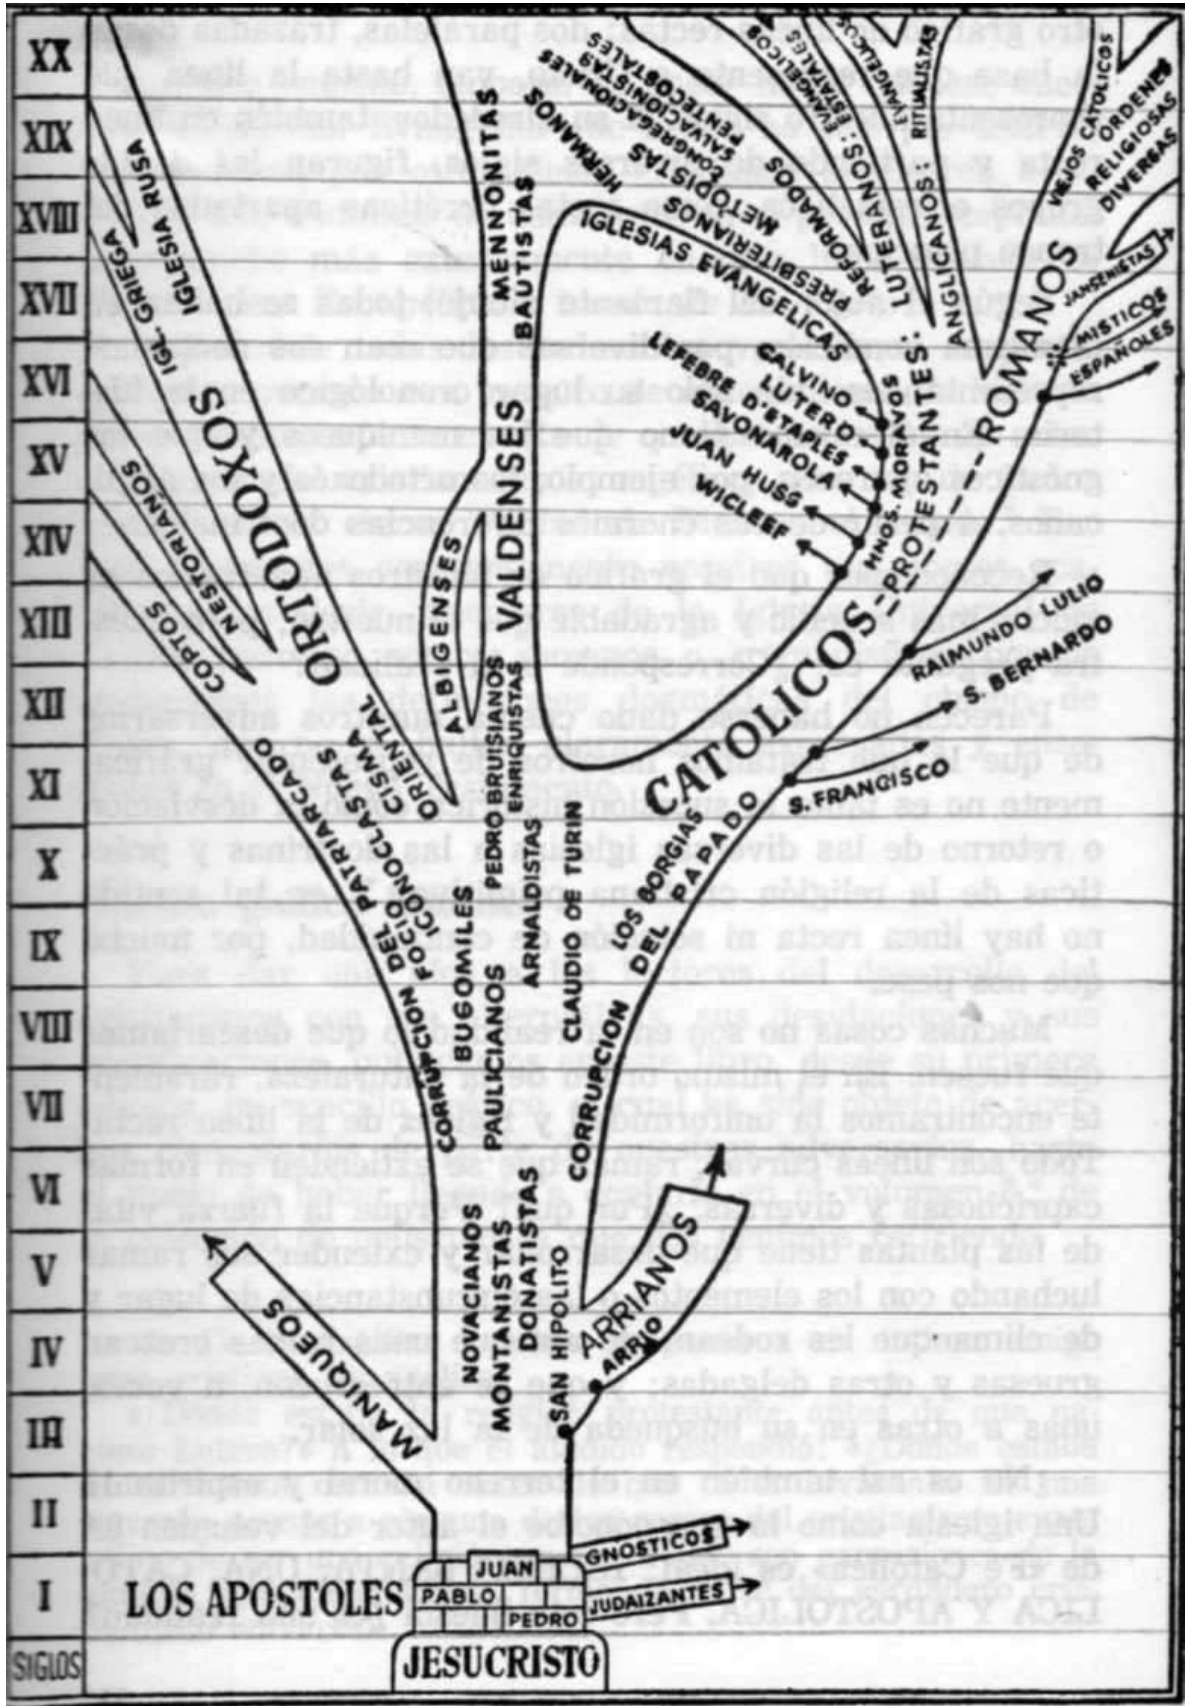 XX
XIX
XVIII
XVII
XVI
XV
XIV
XIII
XII
XI
X
IX
VIII
VII
VI
V
IV
III
II
I
SIGLOS
IGL. GRIEGA
IGLESIA RUSA
ORTODOXOS
NESTORIANOS
COPTOS
CORRUPCION DEL PATRIARCADO
FOCIO
ICONOCLASTAS
CISMA
ORIENTAL
ALBIGENSES
MENNONITAS
BAUTISTAS
VALDENSES
HERMANOS
PENTECOSTALES
SALVACIONISTAS
CONGREGACIONALES
METODISTAS
PRESBITERIANOS
IGLESIAS EVANGELICAS
REFORMADOS
LUTERANOS:
EVANGELICOS
ESTATALES
ANGLICANOS:
EVANGELICOS
RITUALISTAS
VIEJOS CATOLICOS
ORDENES
RELIGIOSAS
DIVERSAS
JANSENISTAS
MISTICOS
ESPAÑOLES
ROMANOS
PROTESTANTES:
HNOS. MORAVOS
CALVINO
LUTERO
LEFEBRE
D'ETAPLES
SAVONAROLA
JUAN HUSS
WICLEEF
CATOLICOS
RAIMUNDO LULIO
S. BERNARDO
S. FRANCISCO
PEDRO BRUISIANOS
ENRIQUISTAS
ARNALDISTAS
BUGOMILES
PAULICIANOS
CLAUDIO DE TURIIN
LOS BORGIAS
CORRUPCION DEL PAPADO
NOVACIANOS
MONTANISTAS
DONATISTAS
SAN HIPOLITO
ARRIANOS
ARRIO
MANIQUEOS
GNOSTICOS
JUDAIZANTES
LOS APOSTOLES
JUAN
PABLO
PEDRO
JESUCRISTO